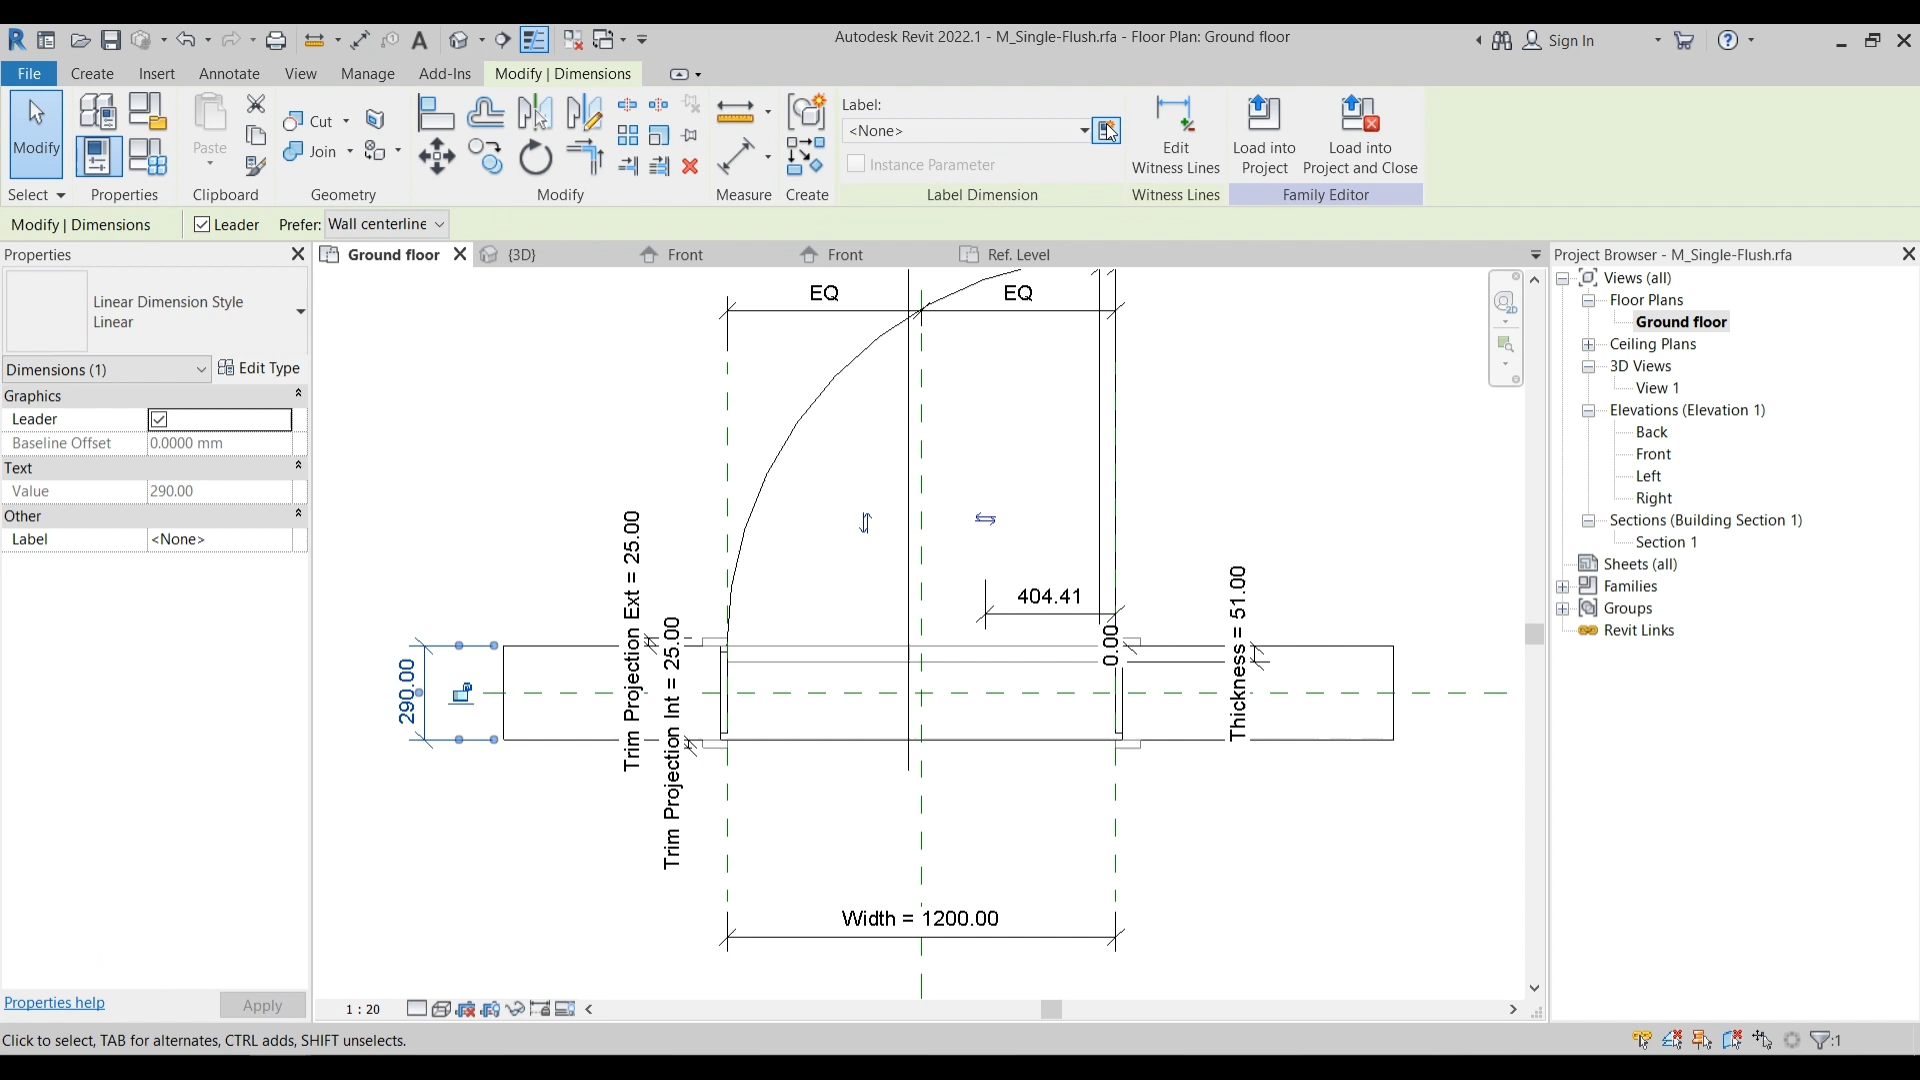 Autodesk Revit 2022.1 - M_Single-Flush.rfa - Floor Plan: Ground floor
Sign In
File Create Insert Annotate View Manage Add-Ins Modify | Dimensions
Modify
Paste
Cut
Join
Label:
<None>
Instance Parameter
Edit
Witness Lines
Load into
Project
Load into
Project and Close
Select Properties Clipboard Geometry Modify Measure Create Label Dimension Witness Lines Family Editor
Modify | Dimensions Leader Prefer: Wall centerline
Properties
Ground floor {3D} Front Front Ref. Level
Project Browser - M_Single-Flush.rfa
Linear Dimension Style
Linear
Dimensions (1) Edit Type
Graphics
Leader
Baseline Offset 0.0000 mm
Text
Value 290.00
Other
Label <None>
Properties help
Apply
EQ EQ
2D
404.41
0.00
290.00
Trim Projection Ext = 25.00
Trim Projection Int = 25.00
Thickness = 51.00
Width = 1200.00
1 : 20
Views (all)
Floor Plans
Ground floor
Ceiling Plans
3D Views
View 1
Elevations (Elevation 1)
Back
Front
Left
Right
Sections (Building Section 1)
Section 1
Sheets (all)
Families
Groups
Revit Links
Click to select, TAB for alternates, CTRL adds, SHIFT unselects.
:1